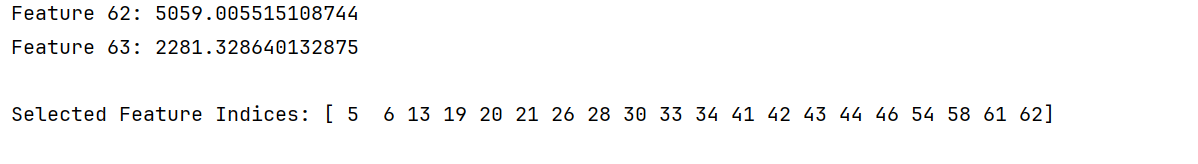 Feature 62: 5059.005515108744
Feature 63: 2281.328640132875
Selected Feature Indices: [ 5  6 13 19 20 21 26 28 30 33 34 41 42 43 44 46 54 58 61 62]